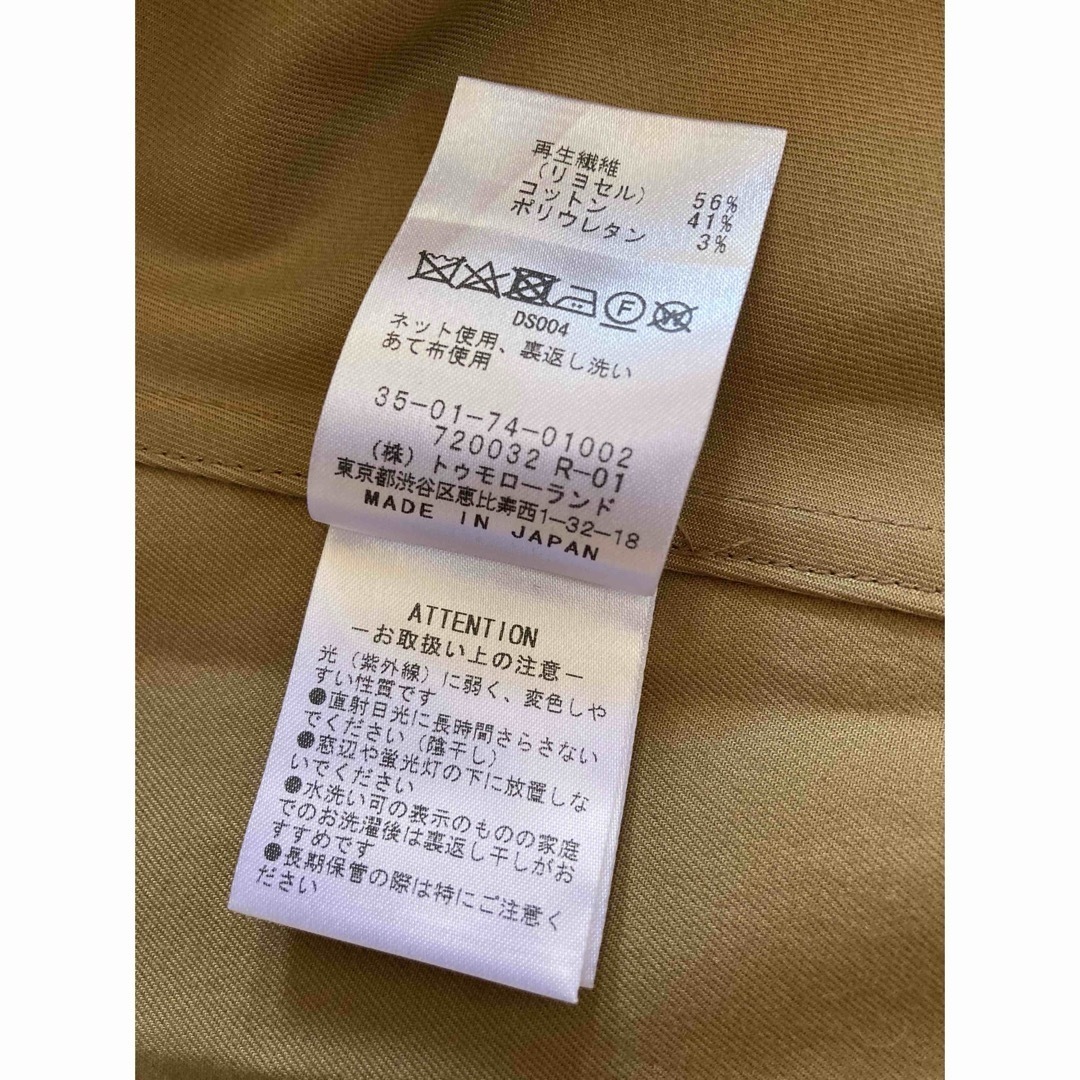 再生繊維
(リヨセル) 56%
コットン 41%
ポリウレタン 3%
F
W
DS004
ネット使用、裏返し洗い
あて布使用
35-01-74-01002
720032 R-01
(株)トゥモローランド
東京都渋谷区恵比寿西1-32-18
MADE IN JAPAN
ATTENTION
―お取扱い上の注意―
光(紫外線)に弱く、変色しや
すい性質です
●直射日光に長時間さらさない
でください(陰干し)
●窓辺や蛍光灯の下に放置しな
いでください
●水洗い可の表示のものの家庭
でのお洗濯後は裏返し干しがお
すすめです
●長期保管の際は特にご注意く
ださい